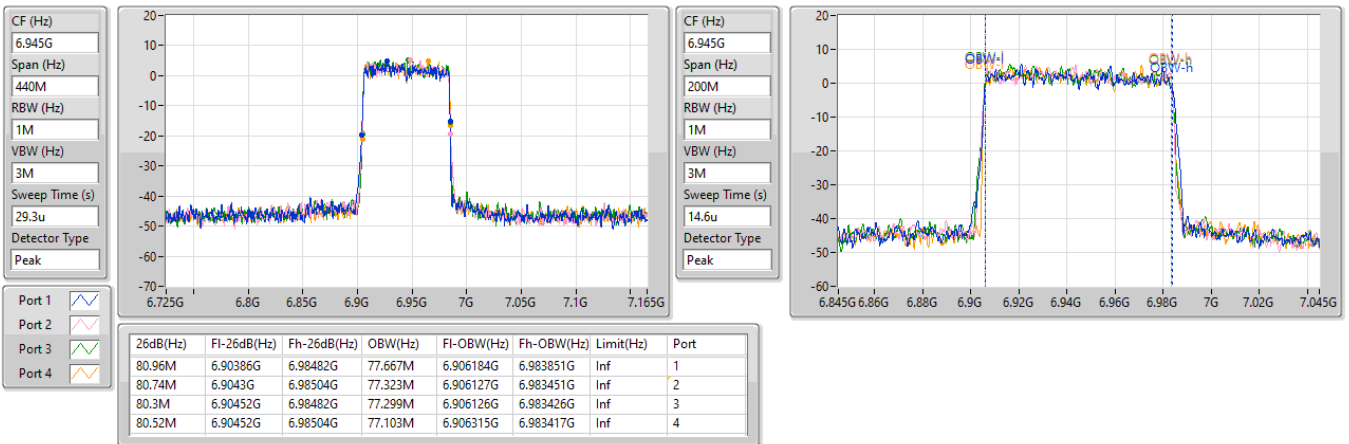 CF (Hz)
6.945G
Span (Hz)
440M
RBW (Hz)
1M
VBW (Hz)
3M
Sweep Time (s)
29.3u
Detector Type
Peak
20-
10-
0-
-10-
-20-
-30-
-40-
-50-
-60-
-70-
6.725G 6.8G 6.85G 6.9G 6.95G 7G 7.05G 7.1G 7.165G
CF (Hz)
6.945G
Span (Hz)
200M
RBW (Hz)
1M
VBW (Hz)
3M
Sweep Time (s)
14.6u
Detector Type
Peak
20-
10-
0-
-10-
-20-
-30-
-40-
-50-
-60-
OBW-l
OBW-h
OBW-h
6.845G 6.86G 6.88G 6.9G 6.92G 6.94G 6.96G 6.98G 7G 7.02G 7.045G
Port 1
Port 2
Port 3
Port 4
26dB(Hz) Fl-26dB(Hz) Fh-26dB(Hz) OBW(Hz) Fl-OBW(Hz) Fh-OBW(Hz) Limit(Hz) Port
80.96M 6.90386G 6.98482G 77.667M 6.906184G 6.983851G Inf 1
80.74M 6.9043G 6.98504G 77.323M 6.906127G 6.983451G Inf 2
80.3M 6.90452G 6.98482G 77.299M 6.906126G 6.983426G Inf 3
80.52M 6.90452G 6.98504G 77.103M 6.906315G 6.983417G Inf 4